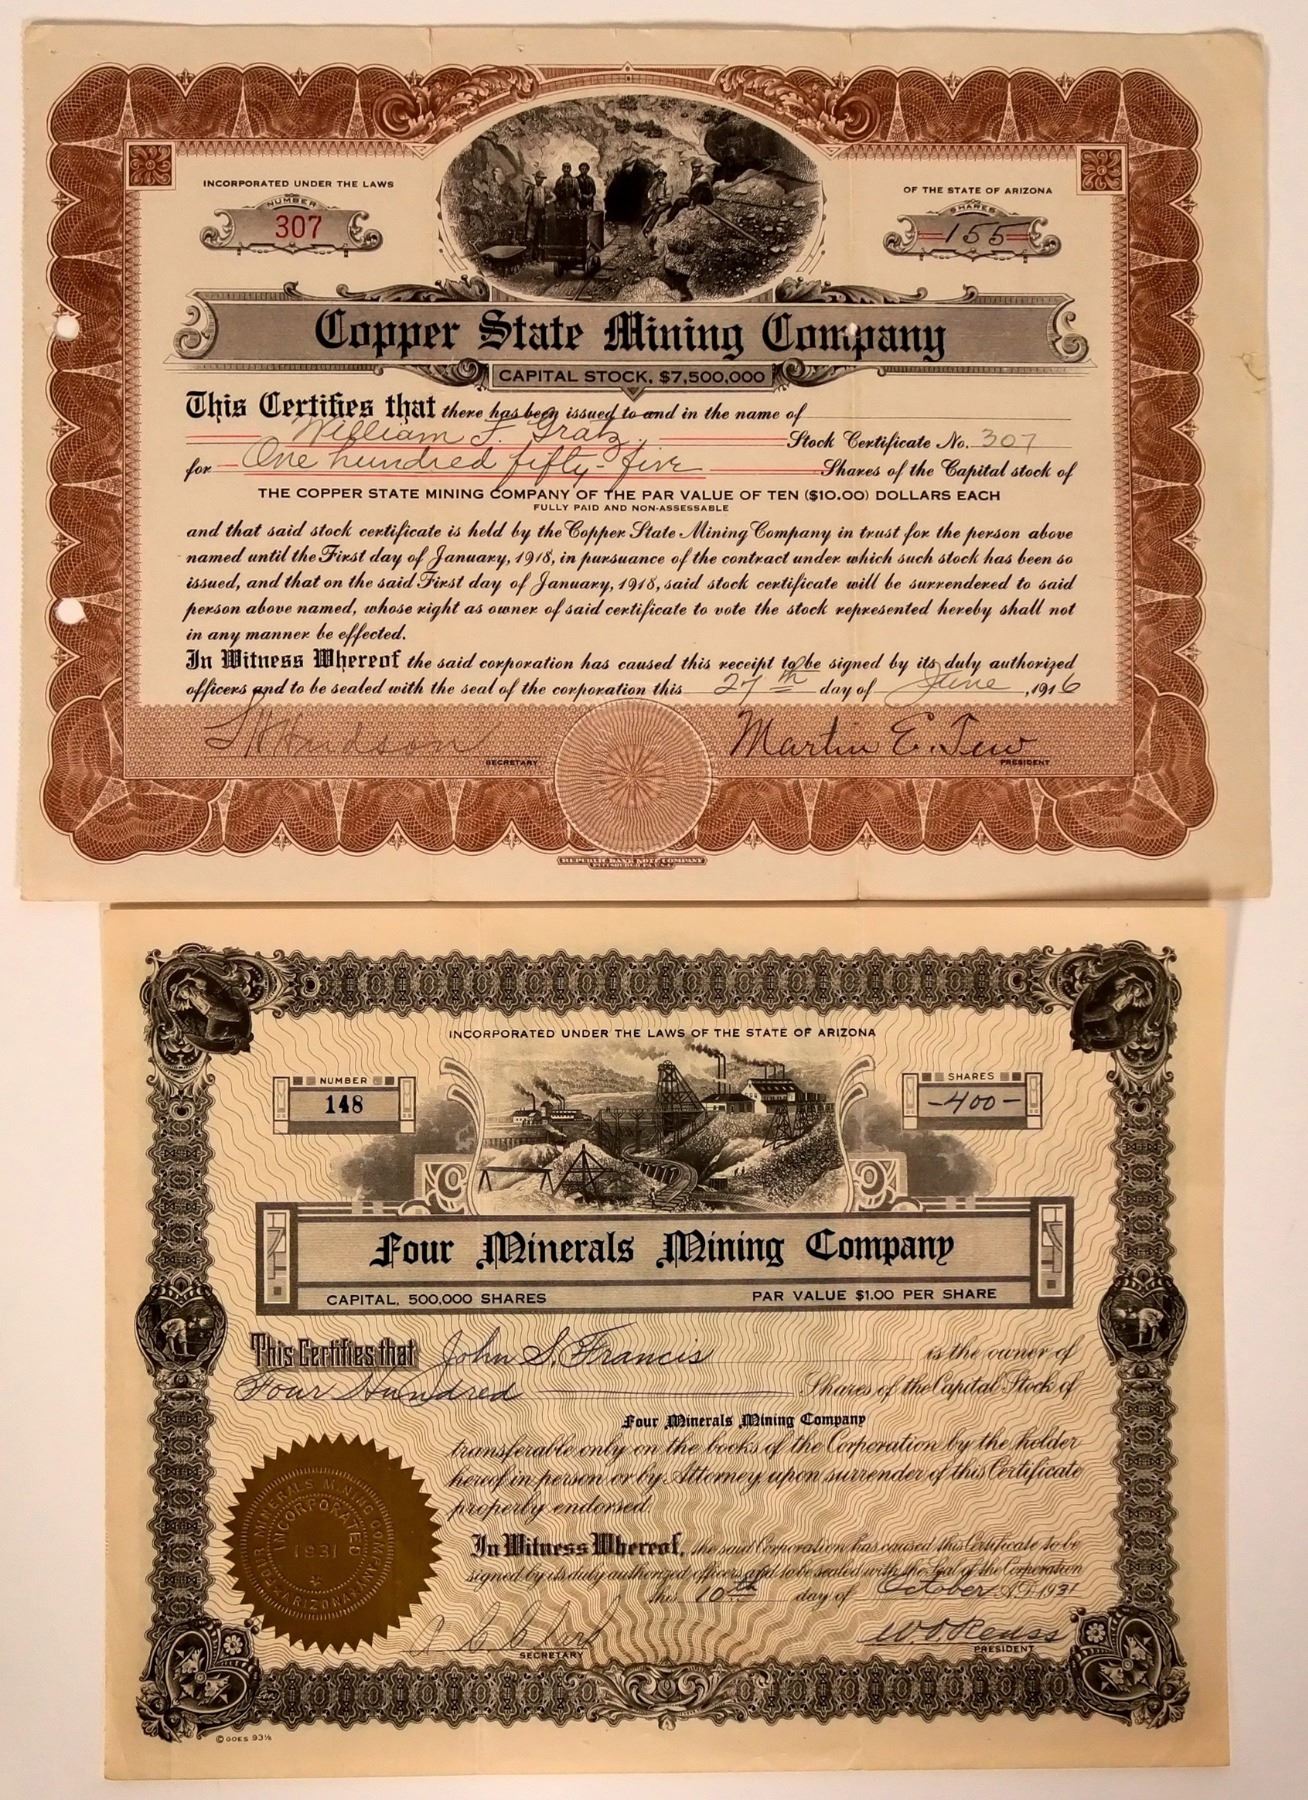 INCORPORATED UNDER THE LAWS
OF THE STATE OF ARIZONA
NUMBER
307
SHARES
155
Copper State Mining Company
CAPITAL STOCK, $7,500,000
This Certifies that there has been issued to and in the name of
William F. Gratz Stock Certificate No. 307
for One hundred fifty-five Shares of the Capital stock of
THE COPPER STATE MINING COMPANY OF THE PAR VALUE OF TEN ($10.00) DOLLARS EACH
FULLY PAID AND NON-ASSESSABLE
and that said stock certificate is held by the Copper State Mining Company in trust for the person above
named until the First day of January, 1918, in pursuance of the contract under which such stock has been so
issued, and that on the said First day of January, 1918, said stock certificate will be surrendered to said
person above named, whose right as owner of said certificate to vote the stock represented hereby shall not
in any manner be effected.
In Witness Whereof the said corporation has caused this receipt to be signed by its duly authorized
officers and to be sealed with the seal of the corporation this 27th day of June, 1916
Hudson
SECRETARY
Martin E. Tew
PRESIDENT
REPUBLIC BANK NOTE COMPANY
PITTSBURGH PA. U.S.A.
INCORPORATED UNDER THE LAWS OF THE STATE OF ARIZONA
NUMBER
148
SHARES
-400-
Four Minerals Mining Company
CAPITAL, 500,000 SHARES
PAR VALUE $1.00 PER SHARE
This Certifies that John S. Francis is the owner of
Four Hundred Shares of the Capital Stock of
Four Minerals Mining Company
transferable only on the books of the Corporation by the holder
hereof in person or by Attorney upon surrender of this Certificate
properly endorsed.
In Witness Whereof, the said Corporation has caused this Certificate to be
signed by its duly authorized officers and to be sealed with the Seal of the Corporation
this 10th day of October A.D. 1931
FOUR MINERALS MINING COMPANY
INCORPORATED
1931
ARIZONA
A C Clark
SECRETARY
W. O. Reuss
PRESIDENT
© GOES 93½